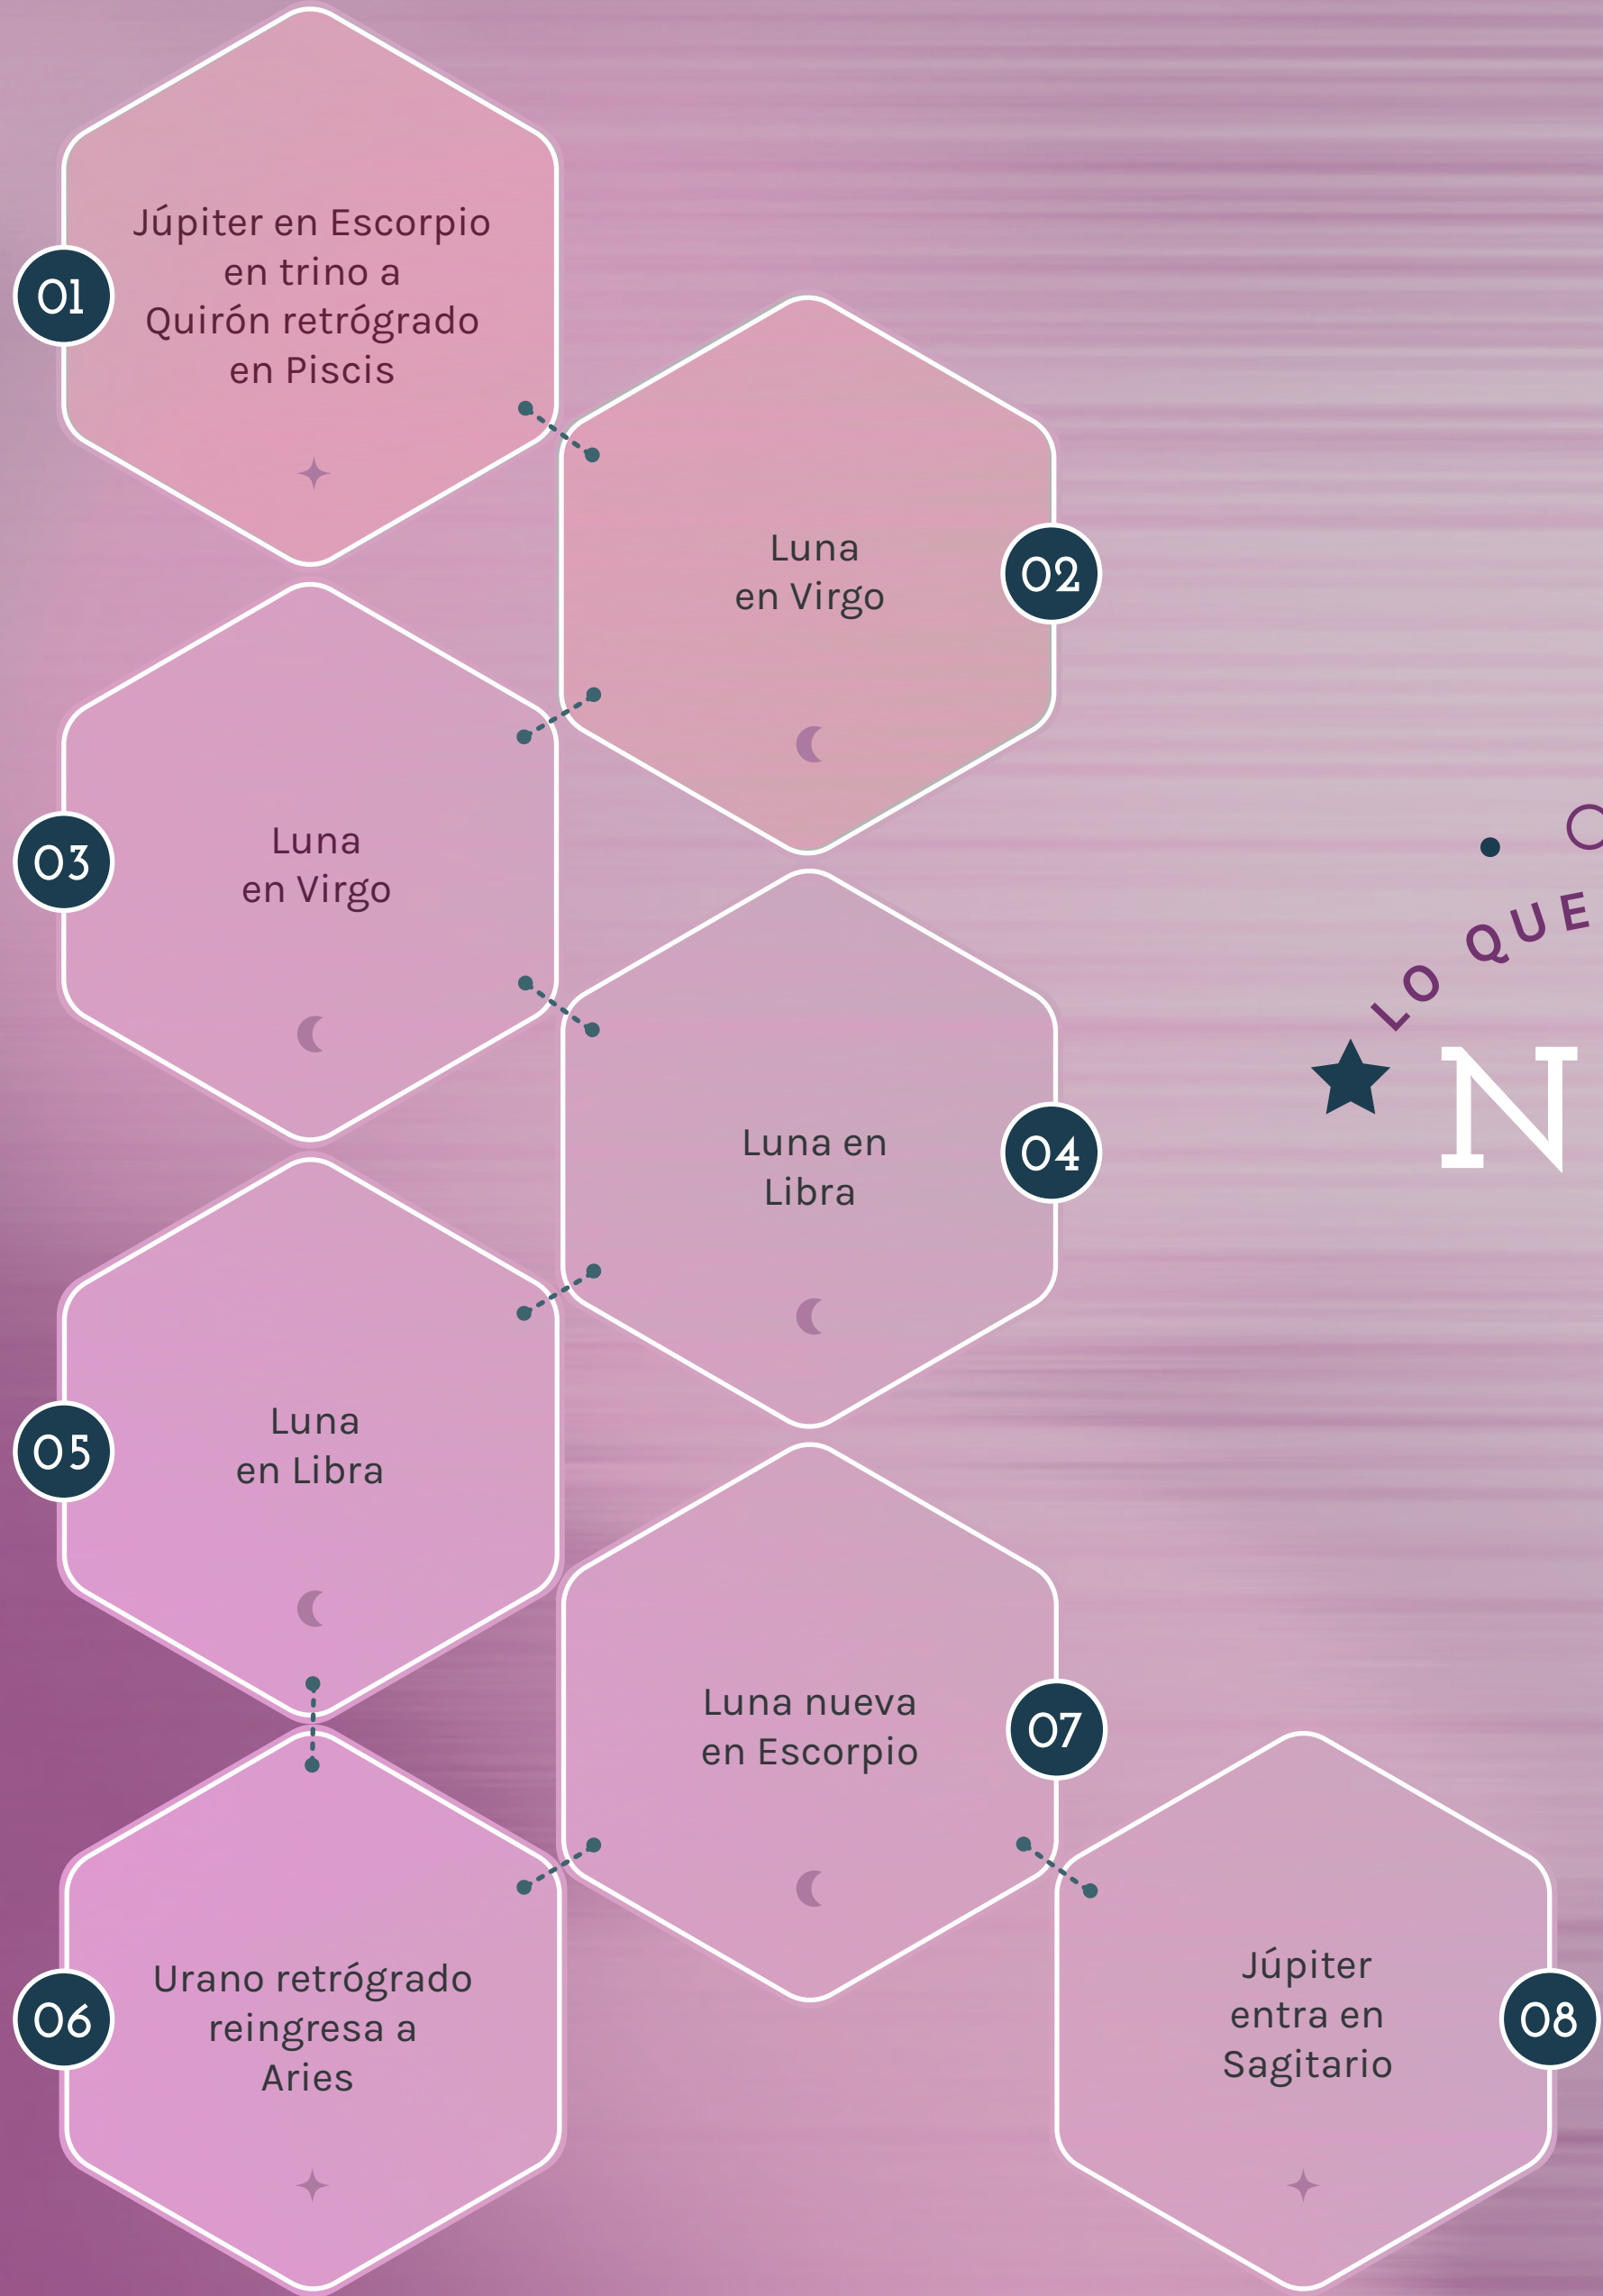 01
Júpiter en Escorpio
en trino a
Quirón retrógrado
en Piscis
02
Luna
en Virgo
03
Luna
en Virgo
LO QUE
N
04
Luna en
Libra
05
Luna
en Libra
07
Luna nueva
en Escorpio
06
Urano retrógrado
reingresa a
Aries
08
Júpiter
entra en
Sagitario